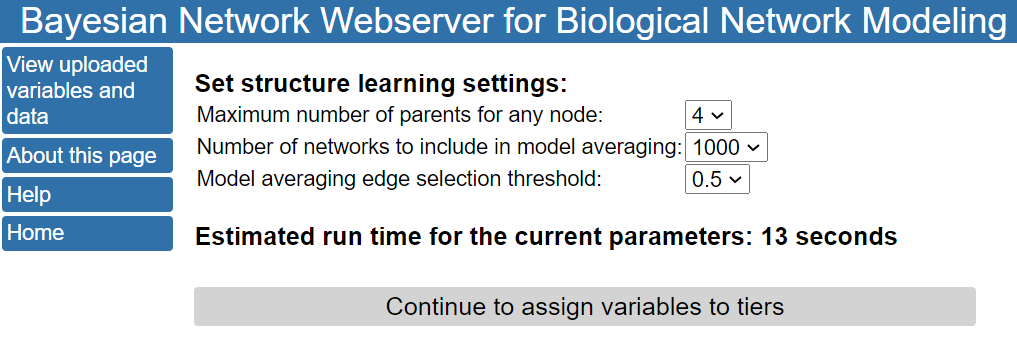 Bayesian Network Webserver for Biological Network Modeling
View uploaded
variables and
data
About this page
Help
Home
Set structure learning settings:
Maximum number of parents for any node: 4
Number of networks to include in model averaging: 1000
Model averaging edge selection threshold: 0.5
Estimated run time for the current parameters: 13 seconds
Continue to assign variables to tiers